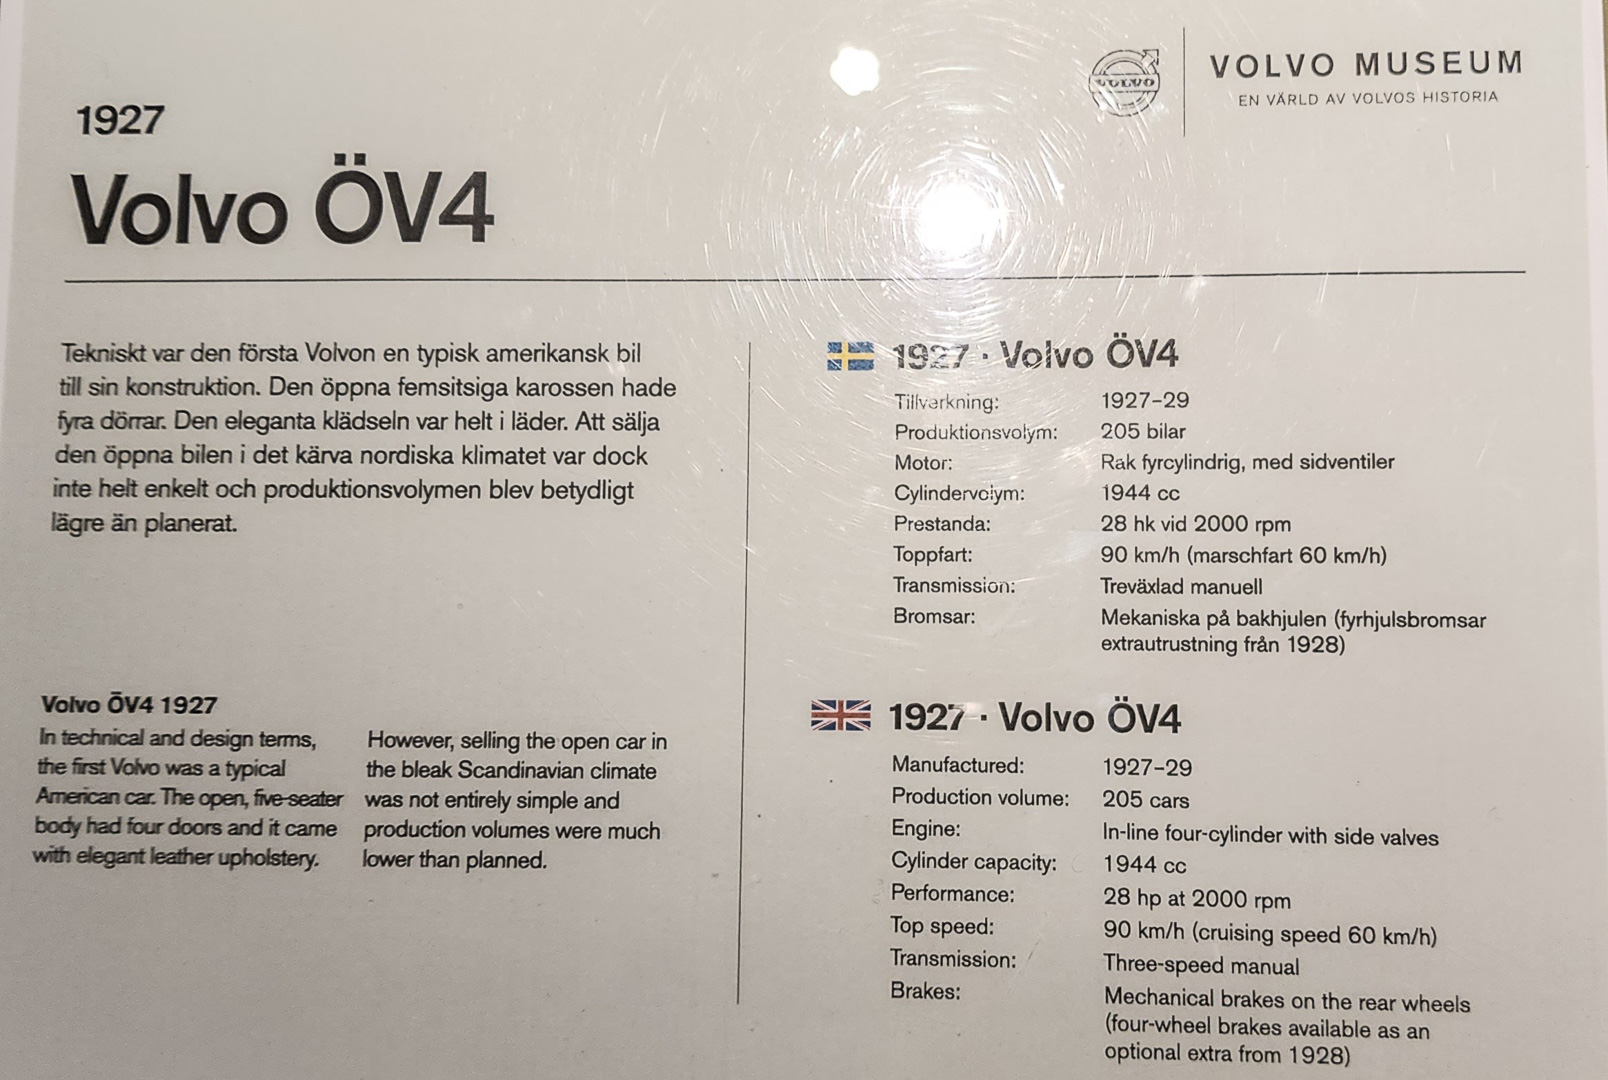 1927
Volvo ÖV4
VOLVO
VOLVO MUSEUM
EN VÄRLD AV VOLVOS HISTORIA
Tekniskt var den första Volvon en typisk amerikansk bil
till sin konstruktion. Den öppna femsitsiga karossen hade
fyra dörrar. Den eleganta klädseln var helt i läder. Att sälja
den öppna bilen i det kärva nordiska klimatet var dock
inte helt enkelt och produktionsvolymen blev betydligt
lägre än planerat.
Volvo ÖV4 1927
In technical and design terms,
the first Volvo was a typical
American car. The open, five-seater
body had four doors and it came
with elegant leather upholstery.
However, selling the open car in
the bleak Scandinavian climate
was not entirely simple and
production volumes were much
lower than planned.
1927 · Volvo ÖV4
Tillverkning: 1927–29
Produktionsvolym: 205 bilar
Motor: Rak fyrcylindrig, med sidventiler
Cylindervolym: 1944 cc
Prestanda: 28 hk vid 2000 rpm
Toppfart: 90 km/h (marschfart 60 km/h)
Transmission: Treväxlad manuell
Bromsar: Mekaniska på bakhjulen (fyrhjulsbromsar
extrautrustning från 1928)
1927 · Volvo ÖV4
Manufactured: 1927–29
Production volume: 205 cars
Engine: In-line four-cylinder with side valves
Cylinder capacity: 1944 cc
Performance: 28 hp at 2000 rpm
Top speed: 90 km/h (cruising speed 60 km/h)
Transmission: Three-speed manual
Brakes: Mechanical brakes on the rear wheels
(four-wheel brakes available as an
optional extra from 1928)